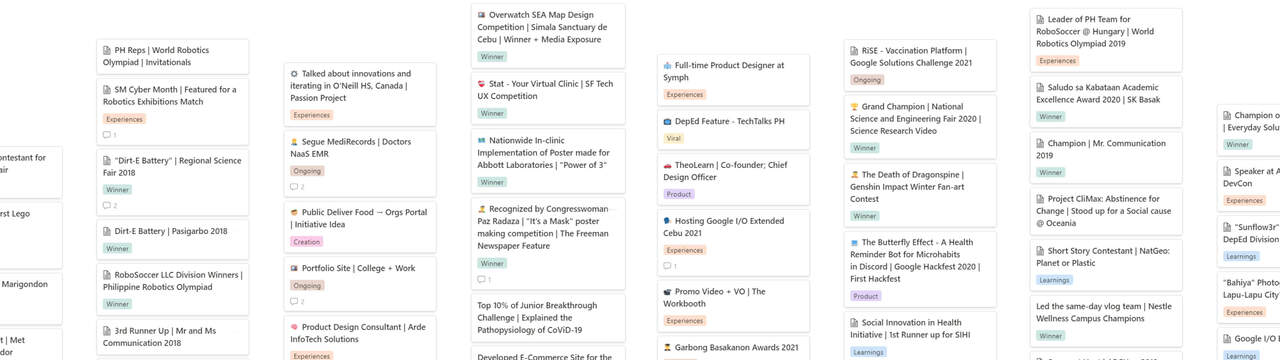 ontestant for
air
rst Lego
Marigondon
t | Met
dor
PH Reps | World Robotics
Olympiad | Invitationals
SM Cyber Month | Featured for a
Robotics Exhibitions Match
Experiences
1
"Dirt-E Battery" | Regional Science
Fair 2018
Winner
2
Dirt-E Battery | Pasigarbo 2018
Winner
RoboSoccer LLC Division Winners |
Philippine Robotics Olympiad
Winner
3rd Runner Up | Mr and Ms
Communication 2018
Talked about innovations and
iterating in O'Neill HS, Canada |
Passion Project
Experiences
Segue MediRecords | Doctors
NaaS EMR
Ongoing
2
Public Deliver Food → Orgs Portal
| Initiative Idea
Creation
Portfolio Site | College + Work
Ongoing
2
Product Design Consultant | Arde
InfoTech Solutions
Experiences
Overwatch SEA Map Design
Competition | Simala Sanctuary de
Cebu | Winner + Media Exposure
Winner
Stat - Your Virtual Clinic | SF Tech
UX Competition
Winner
Nationwide In-clinic
Implementation of Poster made for
Abbott Laboratories | "Power of 3"
Winner
Recognized by Congresswoman
Paz Radaza | "It's a Mask" poster
making competition | The Freeman
Newspaper Feature
Winner
1
Top 10% of Junior Breakthrough
Challenge | Explained the
Pathophysiology of CoViD-19
Developed E-Commerce Site for the
Full-time Product Designer at
Symph
Experiences
DepEd Feature - TechTalks PH
Viral
TheoLearn | Co-founder; Chief
Design Officer
Product
Hosting Google I/O Extended
Cebu 2021
Experiences
1
Promo Video + VO | The
Workbooth
Experiences
Garbong Basakanon Awards 2021
RiSE - Vaccination Platform |
Google Solutions Challenge 2021
Ongoing
Grand Champion | National
Science and Engineering Fair 2020 |
Science Research Video
Winner
The Death of Dragonspine |
Genshin Impact Winter Fan-art
Contest
Winner
The Butterfly Effect - A Health
Reminder Bot for Microhabits
in Discord | Google Hackfest 2020 |
First Hackfest
Product
Social Innovation in Health
Initiative | 1st Runner up for SIHI
Learnings
Leader of PH Team for
RoboSoccer @ Hungary | World
Robotics Olympiad 2019
Experiences
Saludo sa Kabataan Academic
Excellence Award 2020 | SK Basak
Winner
Champion | Mr. Communication
2019
Winner
Project CliMax: Abstinence for
Change | Stood up for a Social cause
@ Oceania
Short Story Contestant | NatGeo:
Planet or Plastic
Learnings
Led the same-day vlog team | Nestle
Wellness Campus Champions
Winner
Champion o
| Everyday Solu
Winner
Speaker at A
DevCon
Experiences
"Sunflow3r"
DepEd Division
Learnings
"Bahiya" Photo
Lapu-Lapu City
Experiences
Google I/O E
Learnings